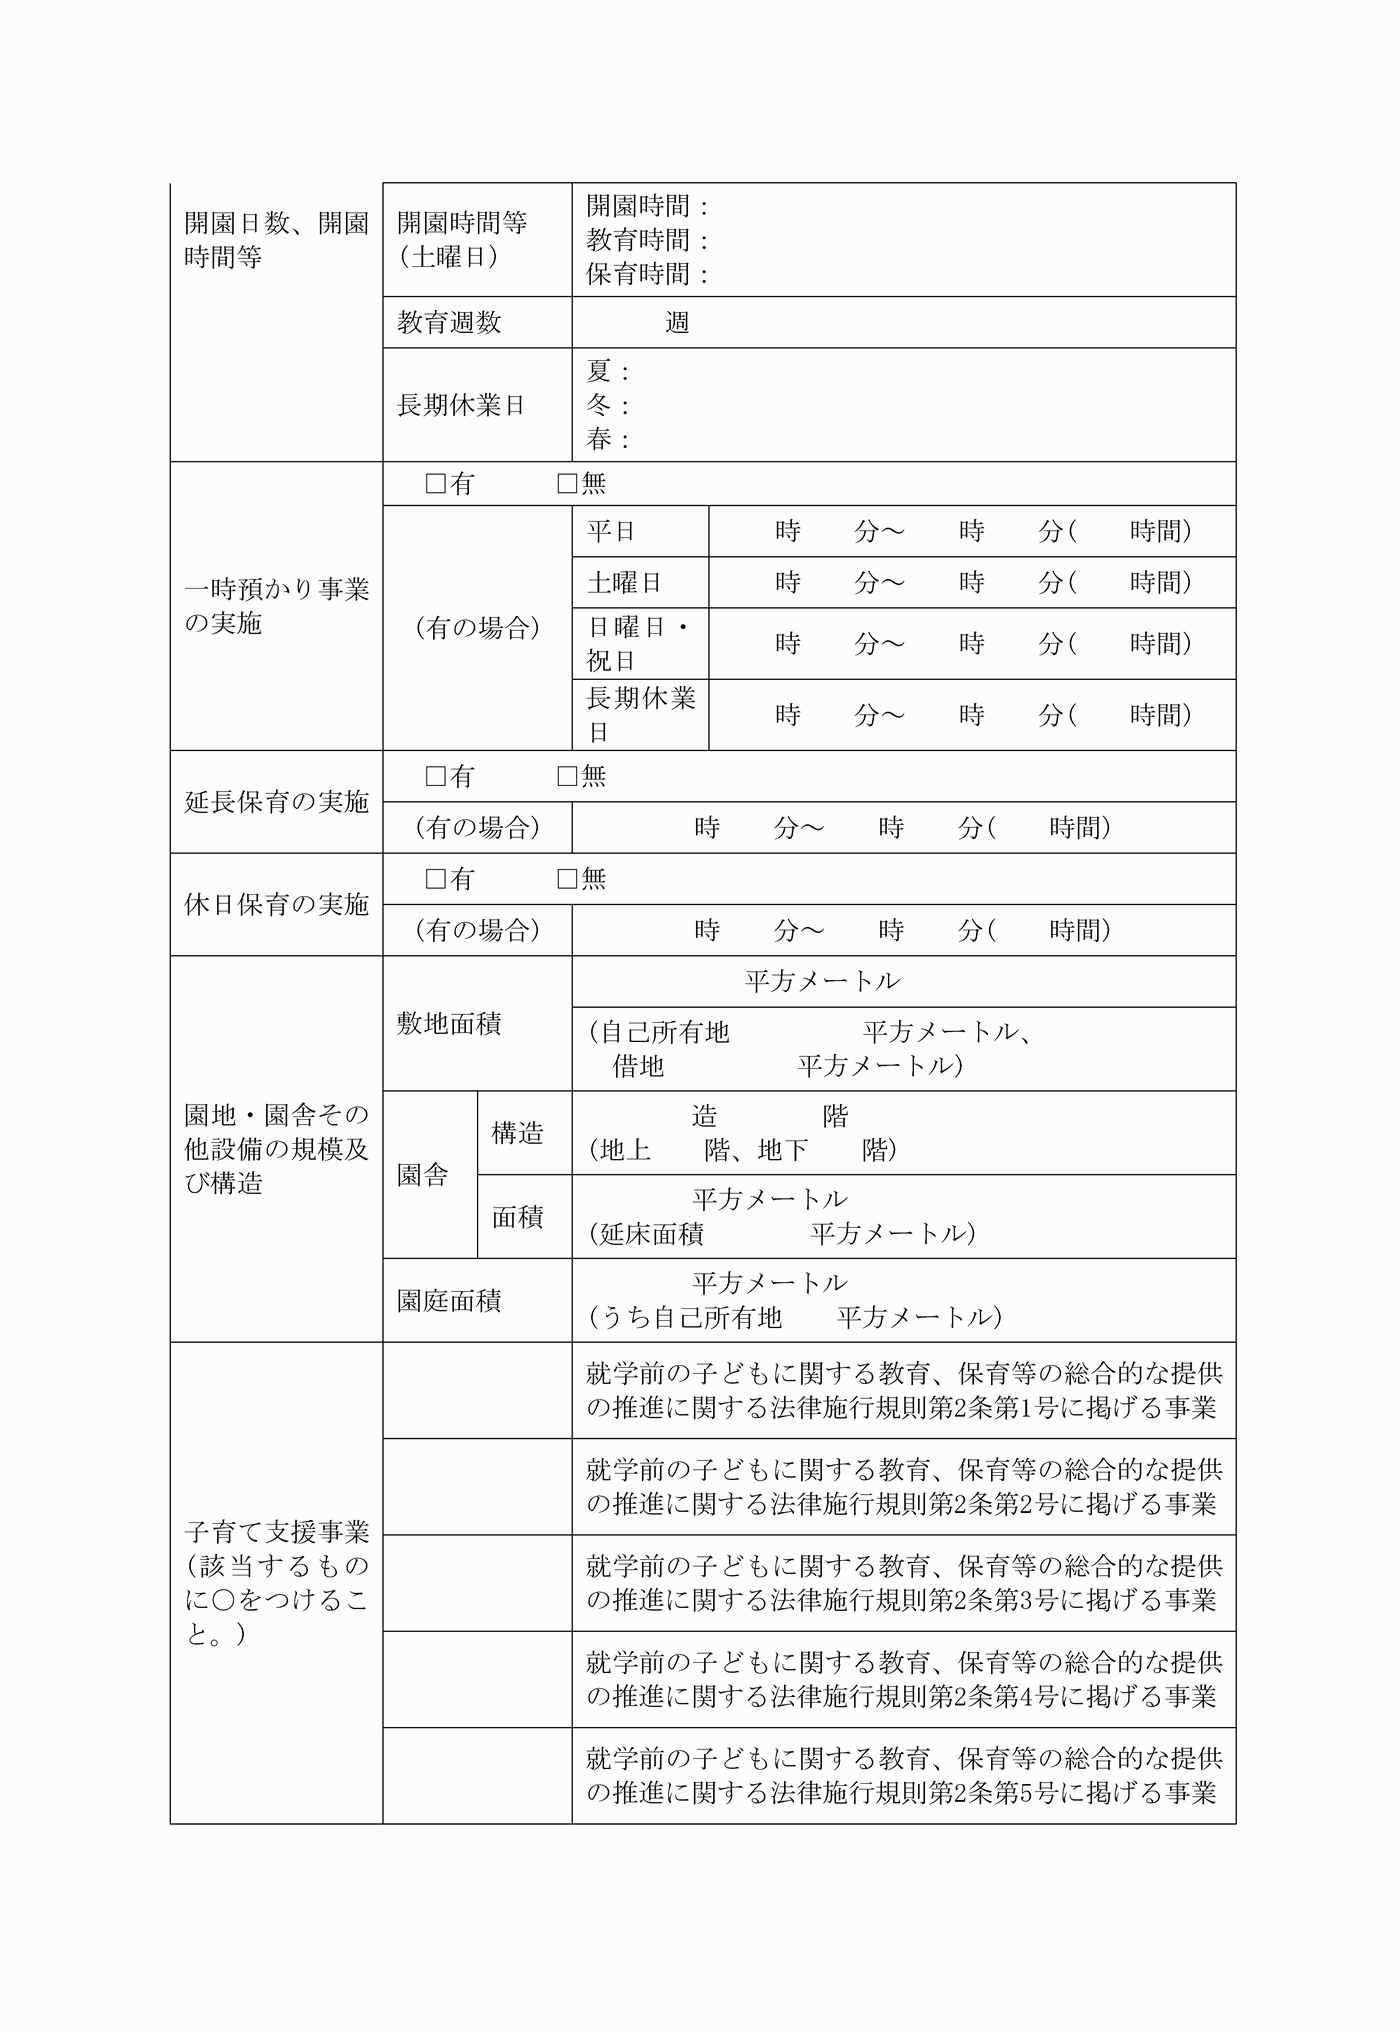 開園日数、開園
時間等
開園時間等
（土曜日）
開園時間：
教育時間：
保育時間：
教育週数
週
長期休業日
夏：
冬：
春：
一時預かり事業
の実施
□有　　　□無
（有の場合）
平日
時　　分～　　時　　分(　　時間)
土曜日
時　　分～　　時　　分(　　時間)
日曜日・
祝日
時　　分～　　時　　分(　　時間)
長期休業
日
時　　分～　　時　　分(　　時間)
延長保育の実施
□有　　　□無
（有の場合）
時　　分～　　時　　分(　　時間)
休日保育の実施
□有　　　□無
（有の場合）
時　　分～　　時　　分(　　時間)
園地・園舎その
他設備の規模及
び構造
敷地面積
平方メートル
(自己所有地　　　　　平方メートル、
借地　　　　　平方メートル)
園舎
構造
造　　　　階
(地上　　階、地下　　階)
面積
平方メートル
(延床面積　　　　平方メートル)
園庭面積
平方メートル
(うち自己所有地　　平方メートル)
子育て支援事業
（該当するもの
に〇をつけるこ
と。）
就学前の子どもに関する教育、保育等の総合的な提供
の推進に関する法律施行規則第2条第1号に掲げる事業
就学前の子どもに関する教育、保育等の総合的な提供
の推進に関する法律施行規則第2条第2号に掲げる事業
就学前の子どもに関する教育、保育等の総合的な提供
の推進に関する法律施行規則第2条第3号に掲げる事業
就学前の子どもに関する教育、保育等の総合的な提供
の推進に関する法律施行規則第2条第4号に掲げる事業
就学前の子どもに関する教育、保育等の総合的な提供
の推進に関する法律施行規則第2条第5号に掲げる事業